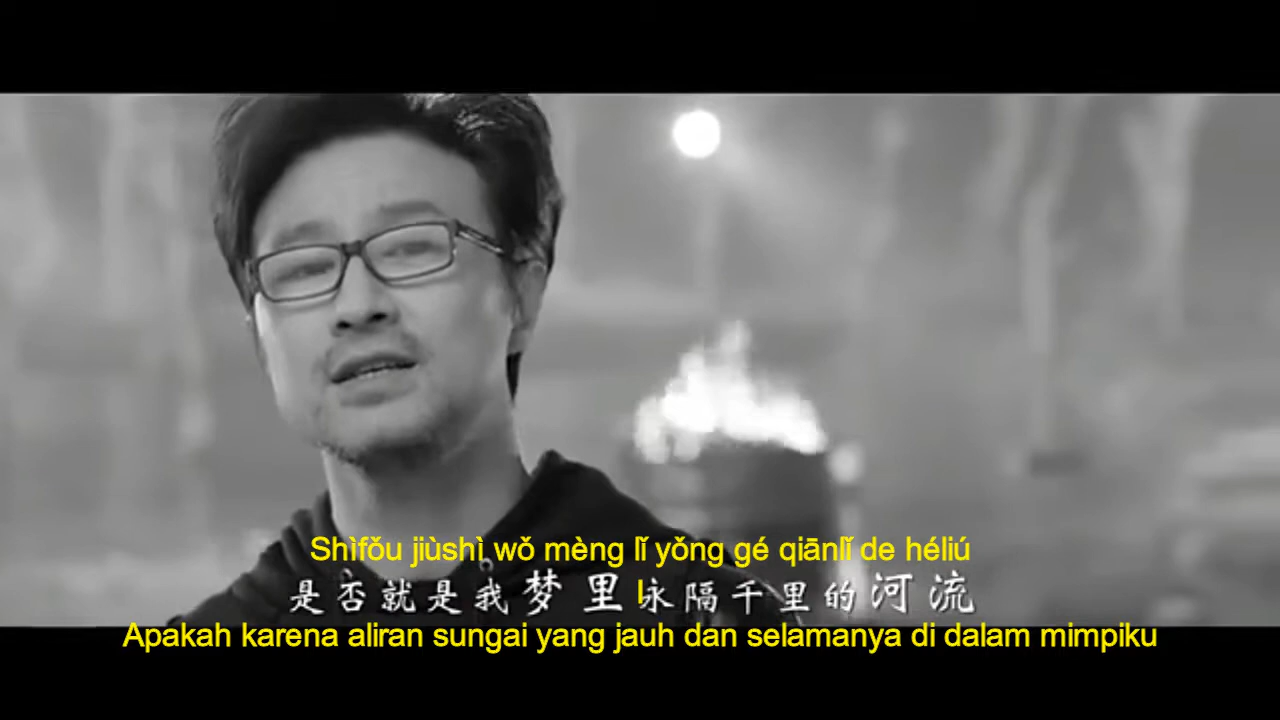 Shìfǒu jiùshì wǒ mèng lǐ yǒng gé qiānlǐ de héliú
是否就是我梦里永隔千里的河流
Apakah karena aliran sungai yang jauh dan selamanya di dalam mimpiku